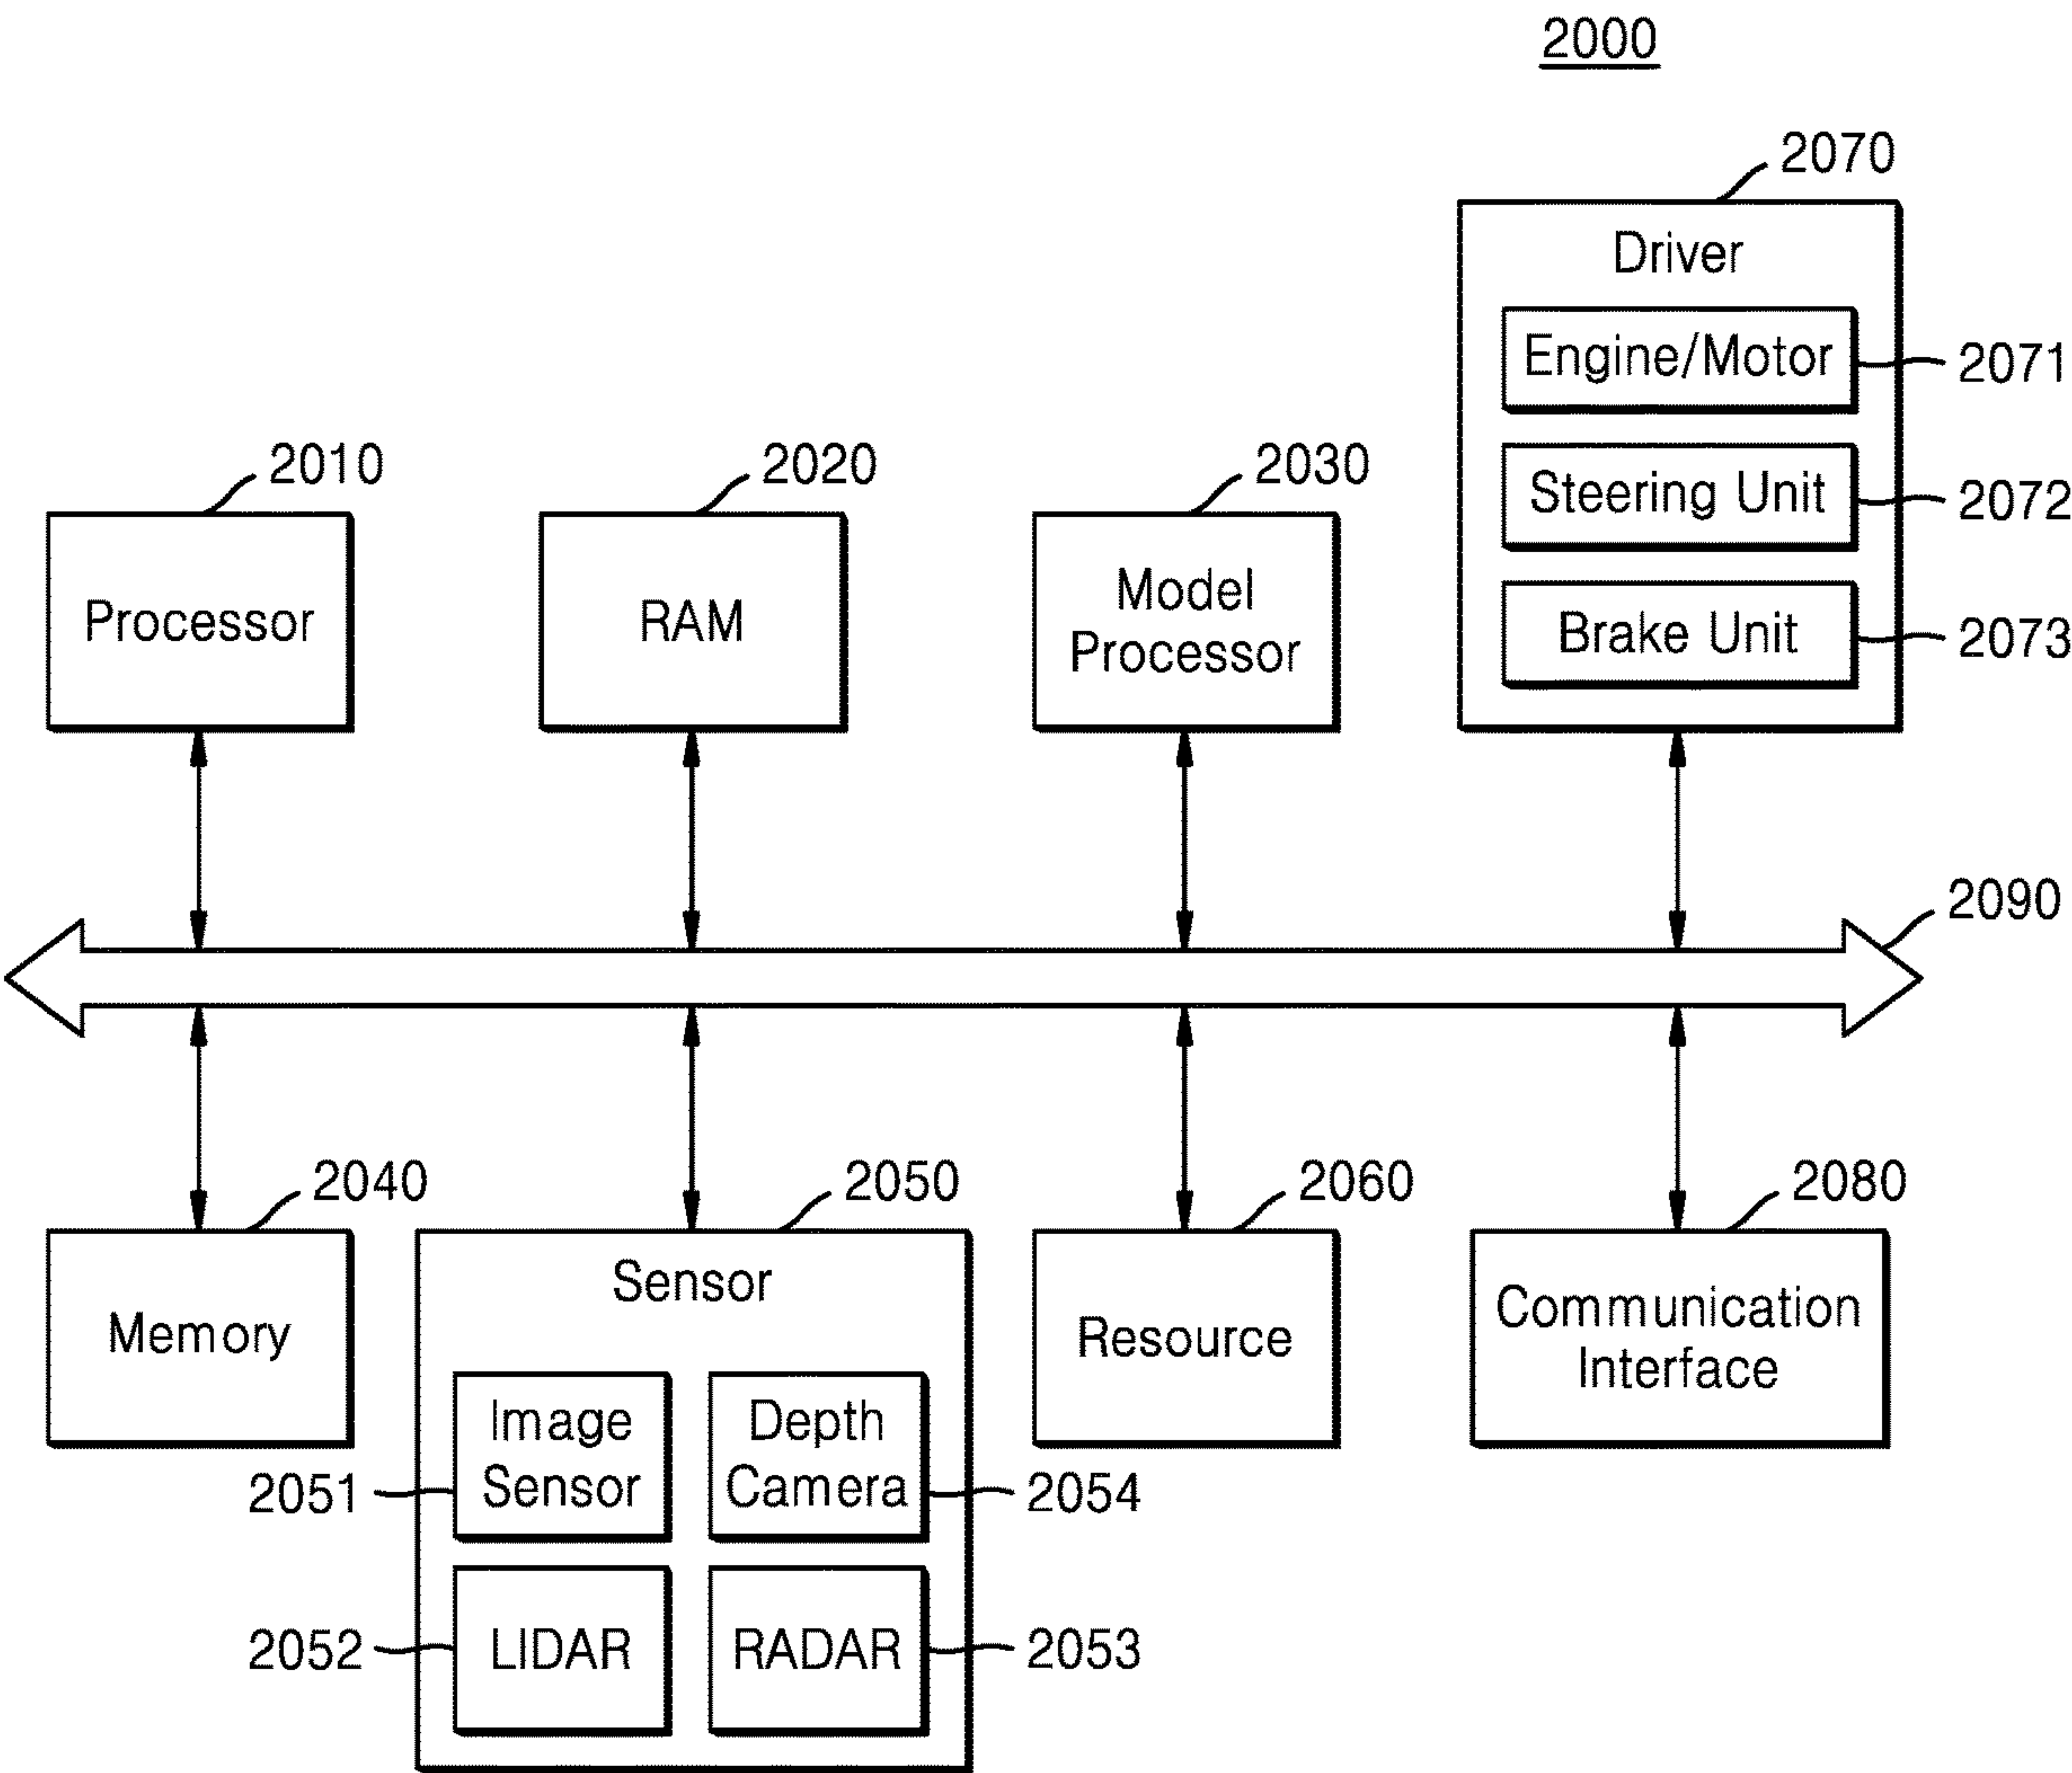 2000
2070
Driver
Engine/Motor
2071
Steering Unit
2072
Brake Unit
2073
2010
Processor
2020
RAM
2030
Model
Processor
2090
2040
Memory
2050
Sensor
Image
Sensor
2051
Depth
Camera
2054
LIDAR
2052
RADAR
2053
2060
Resource
2080
Communication
Interface